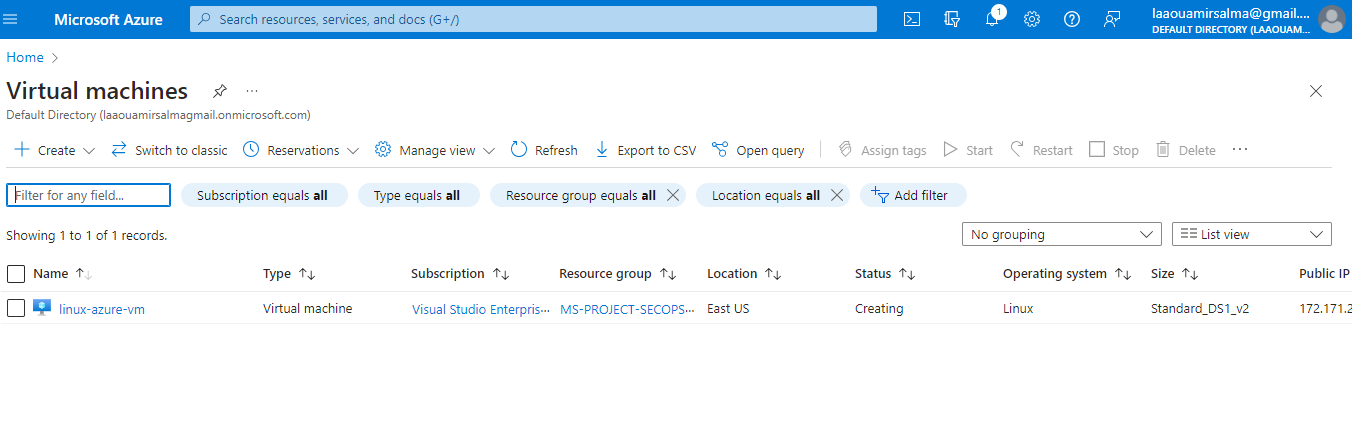 Microsoft Azure
Search resources, services, and docs (G+/)
1
laaouamirsalma@gmail....
DEFAULT DIRECTORY (LAAOUAM...
Home
Virtual machines
...
Default Directory (laaouamirsalmagmail.onmicrosoft.com)
Create Switch to classic Reservations Manage view Refresh Export to CSV Open query Assign tags Start Restart Stop Delete ...
Filter for any field... Subscription equals all Type equals all Resource group equals all Location equals all Add filter
Showing 1 to 1 of 1 records.
No grouping List view
Name Type Subscription Resource group Location Status Operating system Size Public IP
linux-azure-vm Virtual machine Visual Studio Enterpris... MS-PROJECT-SECOPS... East US Creating Linux Standard_DS1_v2 172.171.2